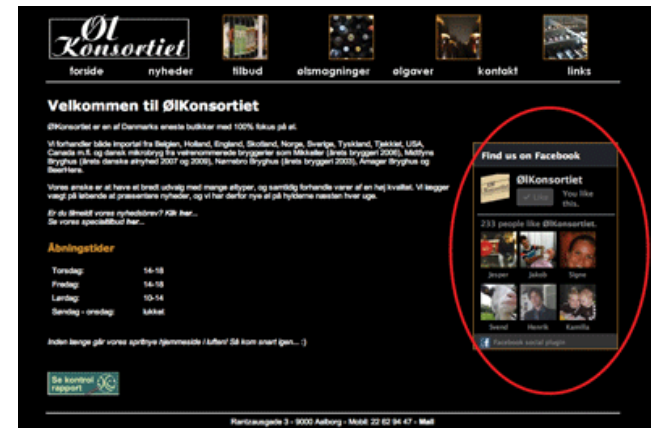 Øl
Konsortiet
forside nyheder tilbud ølsmagninger ølgaver kontakt links
Velkommen til ØlKonsortiet
ØlKonsortiet er en af Danmarks eneste butikker med 100% fokus på øl.
Vi forhandler både import øl fra Belgien, Holland, England, Skotland, Norge, Sverige, Tyskland, Tjekkiet, USA,
Canada m.fl. og dansk mikrobryg fra velrenommerede bryggerier som Mikkeller (årets bryggeri 2006), Midtfyns
Bryghus (årets danske ølnyhed 2007 og 2009), Nørrebro Bryghus (årets bryggeri 2003), Amager Bryghus og
BeerHere.
Vores ønske er at have et bredt udvalg med mange øltyper, og samtidig forhandle varer af en høj kvalitet. Vi lægger
vægt på løbende at præsentere nyheder, og vi har derfor nye øl på hylderne næsten hver uge.
Er du tilmeldt vores nyhedsbrev? Klik her...
Se vores specialtilbud her...
Åbningstider
Torsdag: 14-18
Fredag: 14-18
Lørdag: 10-14
Søndag - onsdag: lukket
Inden længe går vores spritnye hjemmeside i luften! Så kom snart igen... :)
Se kontrol
rapport
Find us on Facebook
ØlKonsortiet
Like You like
this.
233 people like ØlKonsortiet.
Jesper Jakob Signe
Svend Henrik Kamilla
Facebook social plugin
Rantzausgade 3 - 9000 Aalborg - Mobil: 22 62 94 47 - Mail